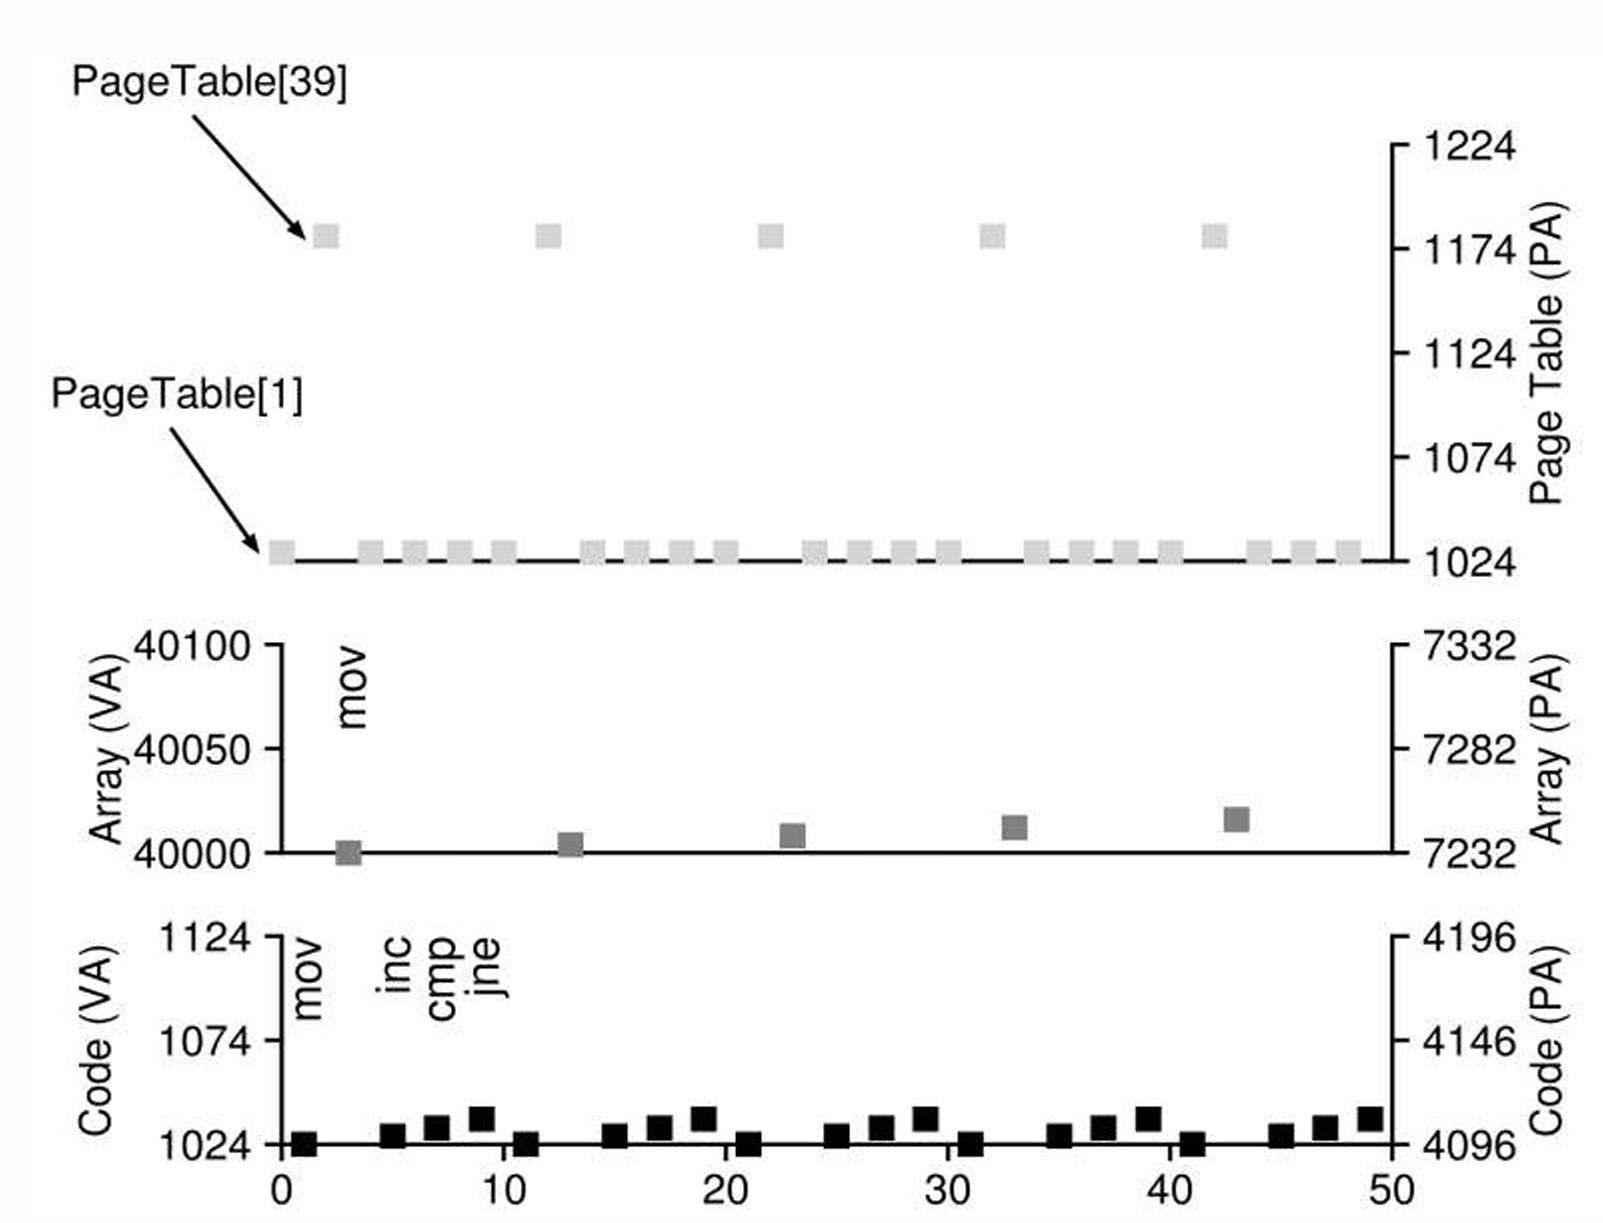 PageTable[39]
1224
1174
1124
1074
1024
Page Table (PA)
PageTable[1]
40100
40050
40000
Array (VA)
mov
7332
7282
7232
Array (PA)
1124
1074
1024
Code (VA)
mov
inc
cmp
jne
4196
4146
4096
Code (PA)
0 10 20 30 40 50